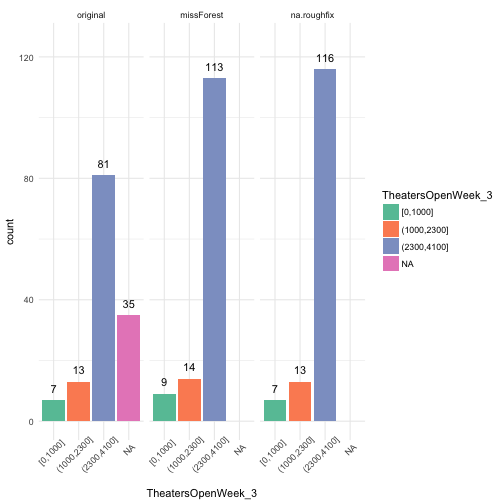 original missForest na.roughfix
120
80
40
0
count
7 13 81 35
9 14 113
7 13 116
[0,1000] (1000,2300] (2300,4100] NA
[0,1000] (1000,2300] (2300,4100] NA
[0,1000] (1000,2300] (2300,4100] NA
TheatersOpenWeek_3
TheatersOpenWeek_3
[0,1000]
(1000,2300]
(2300,4100]
NA